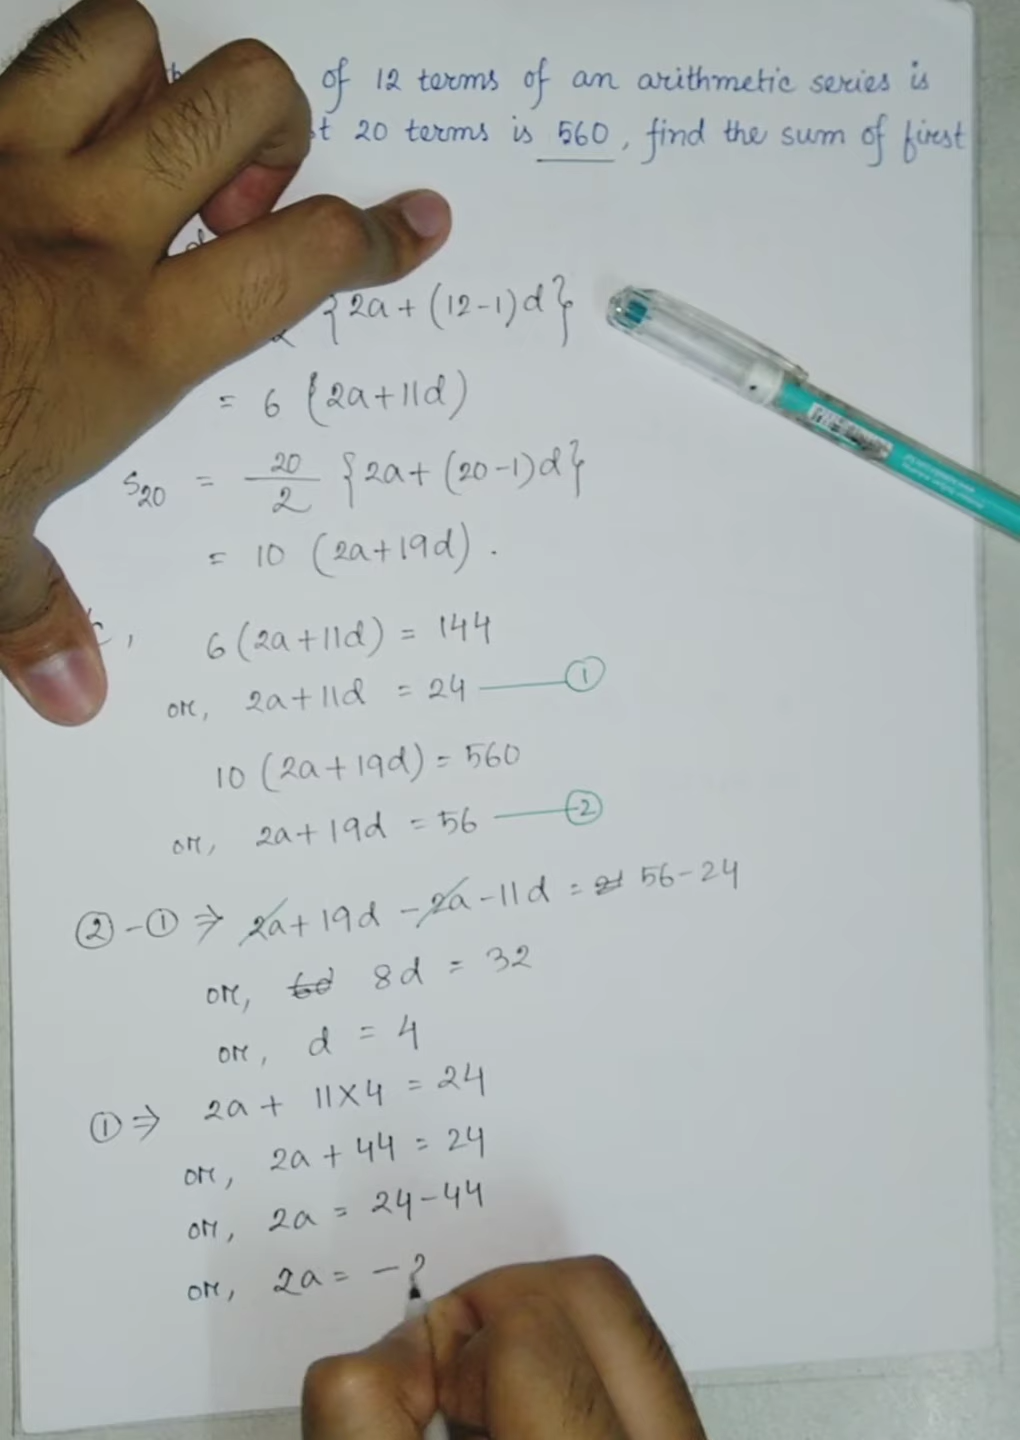 of 12 terms of an arithmetic series is
20 terms is 560, find the sum of first
{2a + (12-1)d}
= 6 {2a+11d)
S20 = 20/2 {2a+ (20-1)d}
= 10 (2a+19d).
6(2a+11d) = 144
or, 2a+11d = 24 —— ①
10 (2a+19d) = 560
or, 2a+19d = 56 —— ②
② - ① ⇒ 2a + 19d - 2a - 11d = 56-24
or, 6d 8d = 32
or, d = 4
① ⇒ 2a + 11×4 = 24
or, 2a + 44 = 24
or, 2a = 24-44
or, 2a = -2